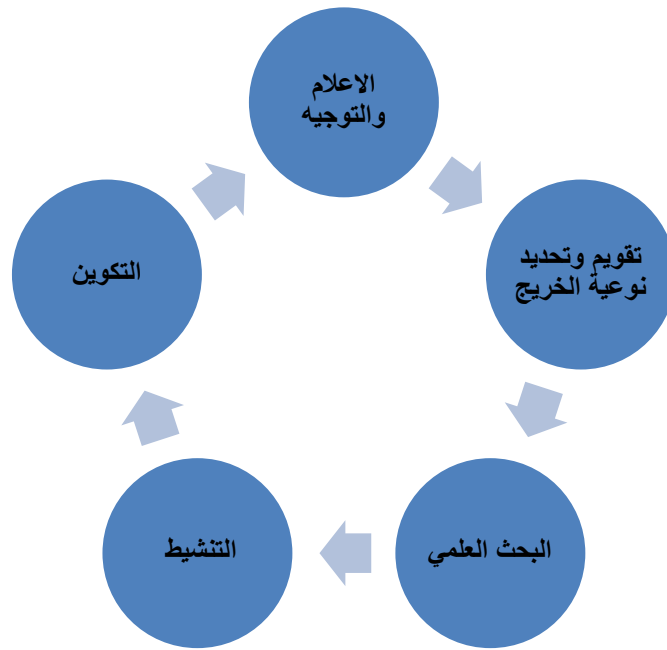 الاعلام
والتوجيه
تقويم وتحديد
نوعية الخريج
البحث العلمي
التنشيط
التكوين